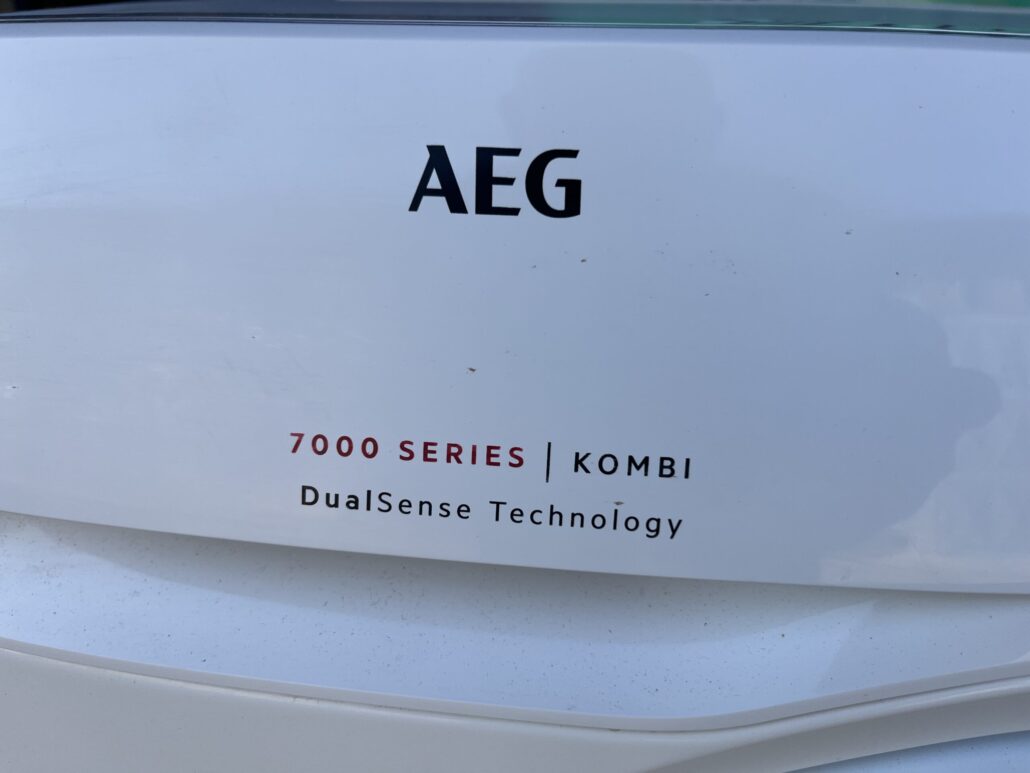 AEG
7000 SERIES | KOMBI
DualSense Technology